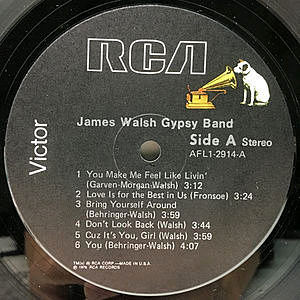 RCA
Victor
James Walsh Gypsy Band
Side A Stereo
AFL1-2914-A
1 You Make Me Feel Like Livin'
(Garven-Morgan-Walsh) 3:12
2 Love Is for the Best in Us (Fronsoe) 3:24
3 Bring Yourself Around
(Behringer-Walsh) 3:59
4 Don't Look Back (Walsh) 3:44
5 Cuz It's You, Girl (Walsh) 3:59
6 You (Behringer-Walsh) 4:07
TM(s) ® RCA CORP.—MADE IN U.S.A.
℗ 1978 RCA RECORDS